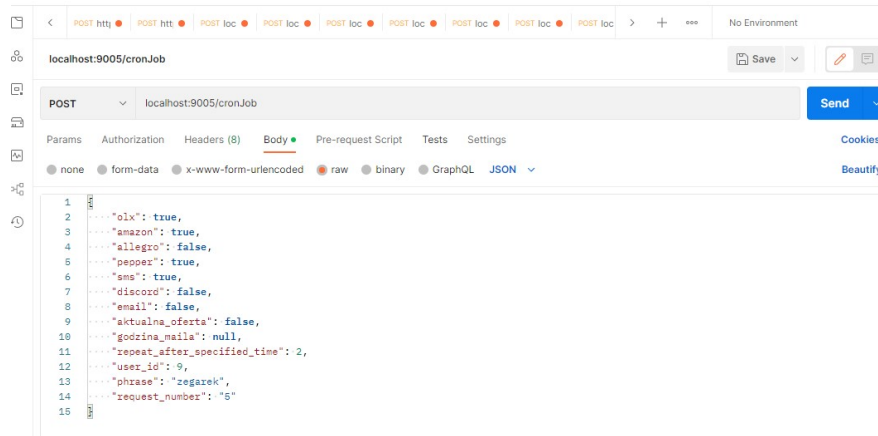 POST htt POST htt POST loc POST loc POST loc POST loc POST loc POST loc POST loc No Environment
localhost:9005/cronJob Save
POST localhost:9005/cronJob Send
Params Authorization Headers (8) Body Pre-request Script Tests Settings Cookies
none form-data x-www-form-urlencoded raw binary GraphQL JSON Beautify
1 {
2 "olx": true,
3 "amazon": true,
4 "allegro": false,
5 "pepper": true,
6 "sms": true,
7 "discord": false,
8 "email": false,
9 "aktualna_oferta": false,
10 "godzina_maila": null,
11 "repeat_after_specified_time": 2,
12 "user_id": 9,
13 "phrase": "zegarek",
14 "request_number": "5"
15 }